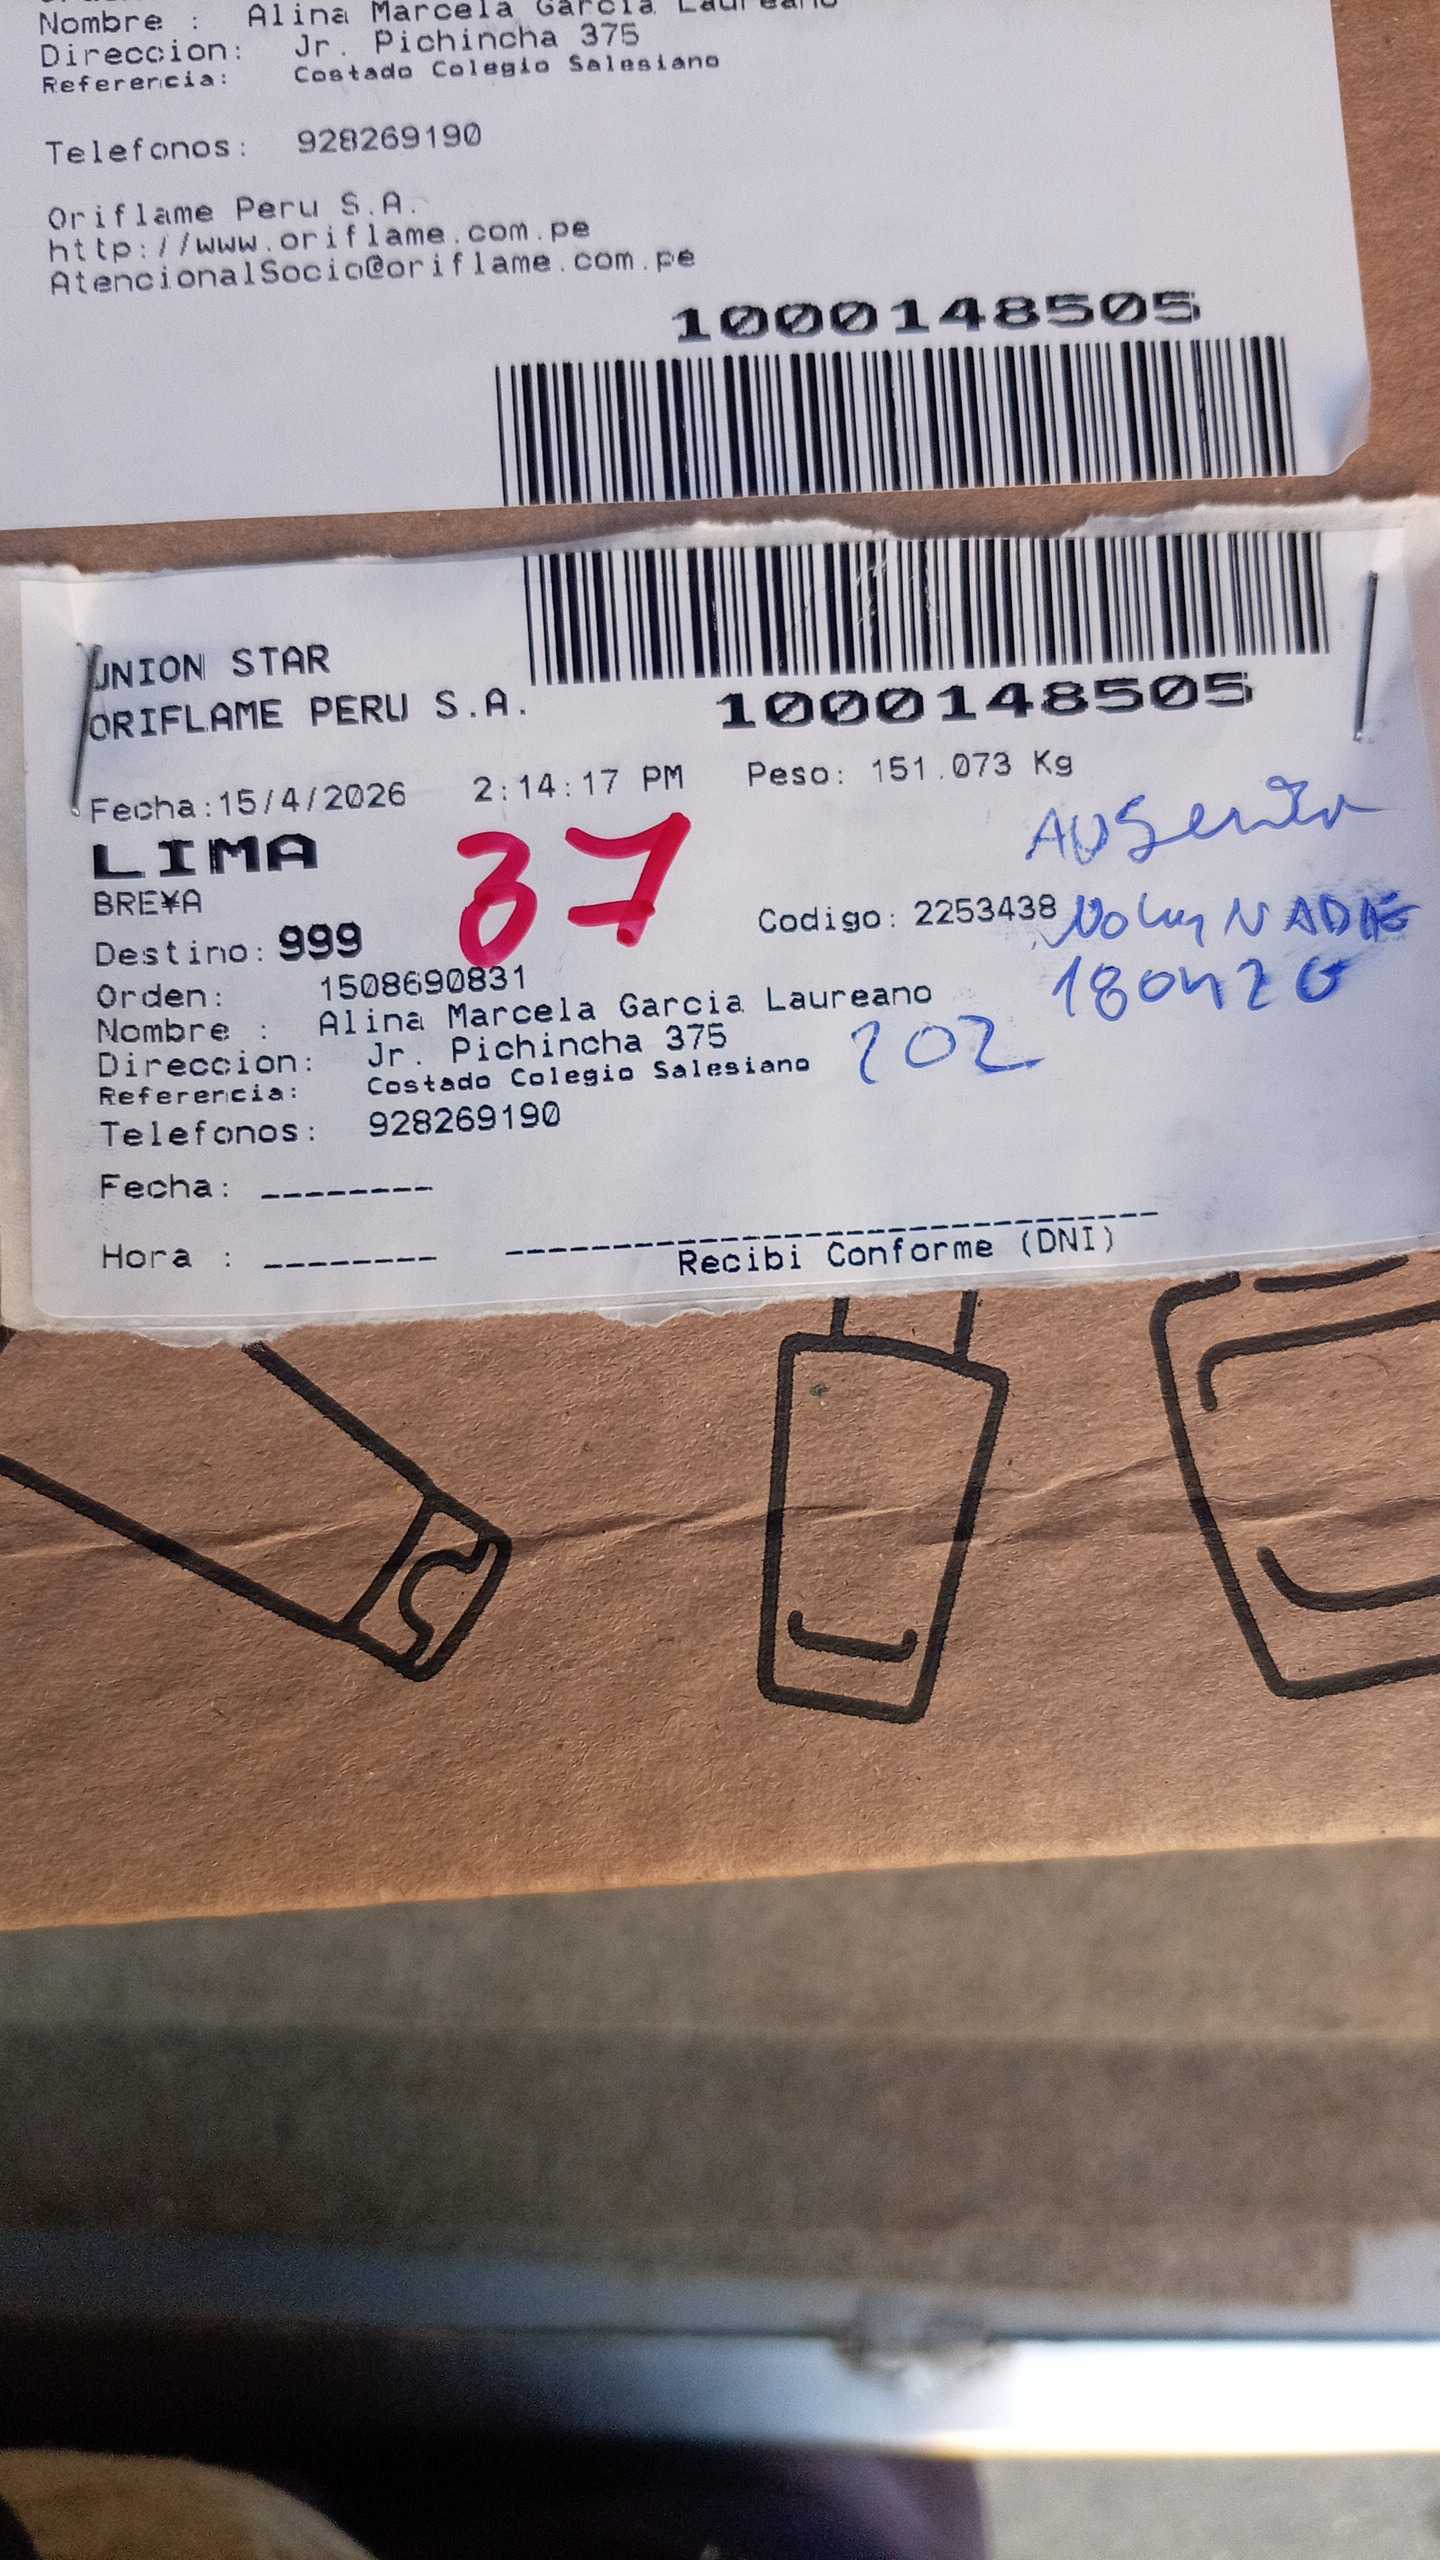 Nombre : Alina Marcela Garcia Laureano
Direccion: Jr. Pichincha 375
Referencia: Costado Colegio Salesiano
Telefonos: 928269190
Oriflame Peru S.A.
http://www.oriflame.com.pe
AtencionalSocio@oriflame.com.pe
1000148505
UNION STAR
ORIFLAME PERU S.A.
1000148505
Fecha:15/4/2026 2:14:17 PM Peso: 151.073 Kg
LIMA
37
Ausente
BRE¥A
Codigo: 2253438
No hay NADIE
Destino: 999
Orden: 1508690831
Nombre : Alina Marcela Garcia Laureano
Direccion: Jr. Pichincha 375
202
Referencia: Costado Colegio Salesiano
Telefonos: 928269190
Fecha: --------
Hora : --------
Recibi Conforme (DNI)